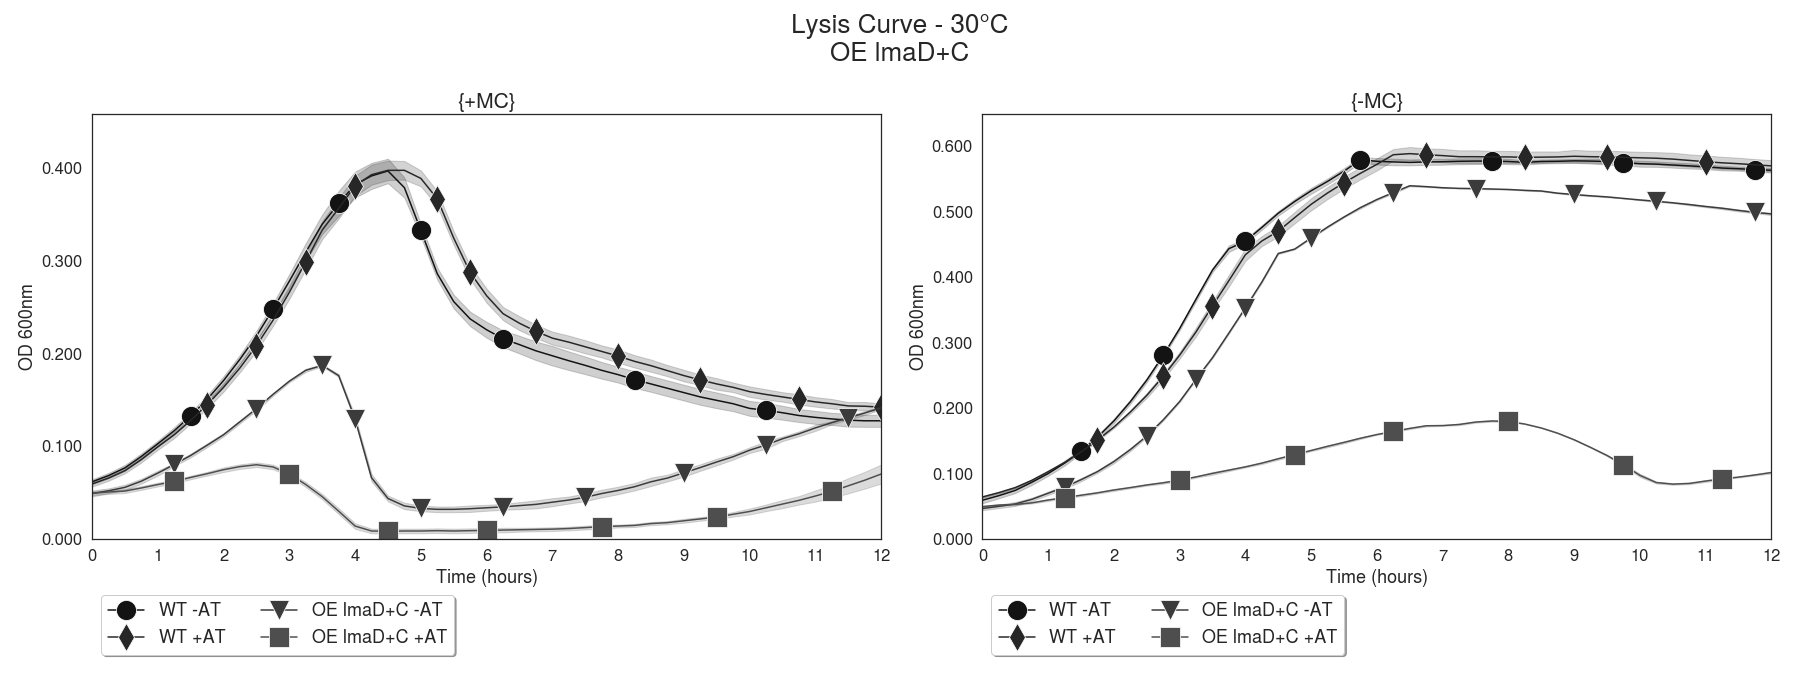 Lysis Curve - 30°C
OE lmaD+C
{+MC}
OD 600nm
0.400
0.300
0.200
0.100
0.000
0 1 2 3 4 5 6 7 8 9 10 11 12
Time (hours)
WT -AT
WT +AT
OE lmaD+C -AT
OE lmaD+C +AT
{-MC}
OD 600nm
0.600
0.500
0.400
0.300
0.200
0.100
0.000
0 1 2 3 4 5 6 7 8 9 10 11 12
Time (hours)
WT -AT
WT +AT
OE lmaD+C -AT
OE lmaD+C +AT